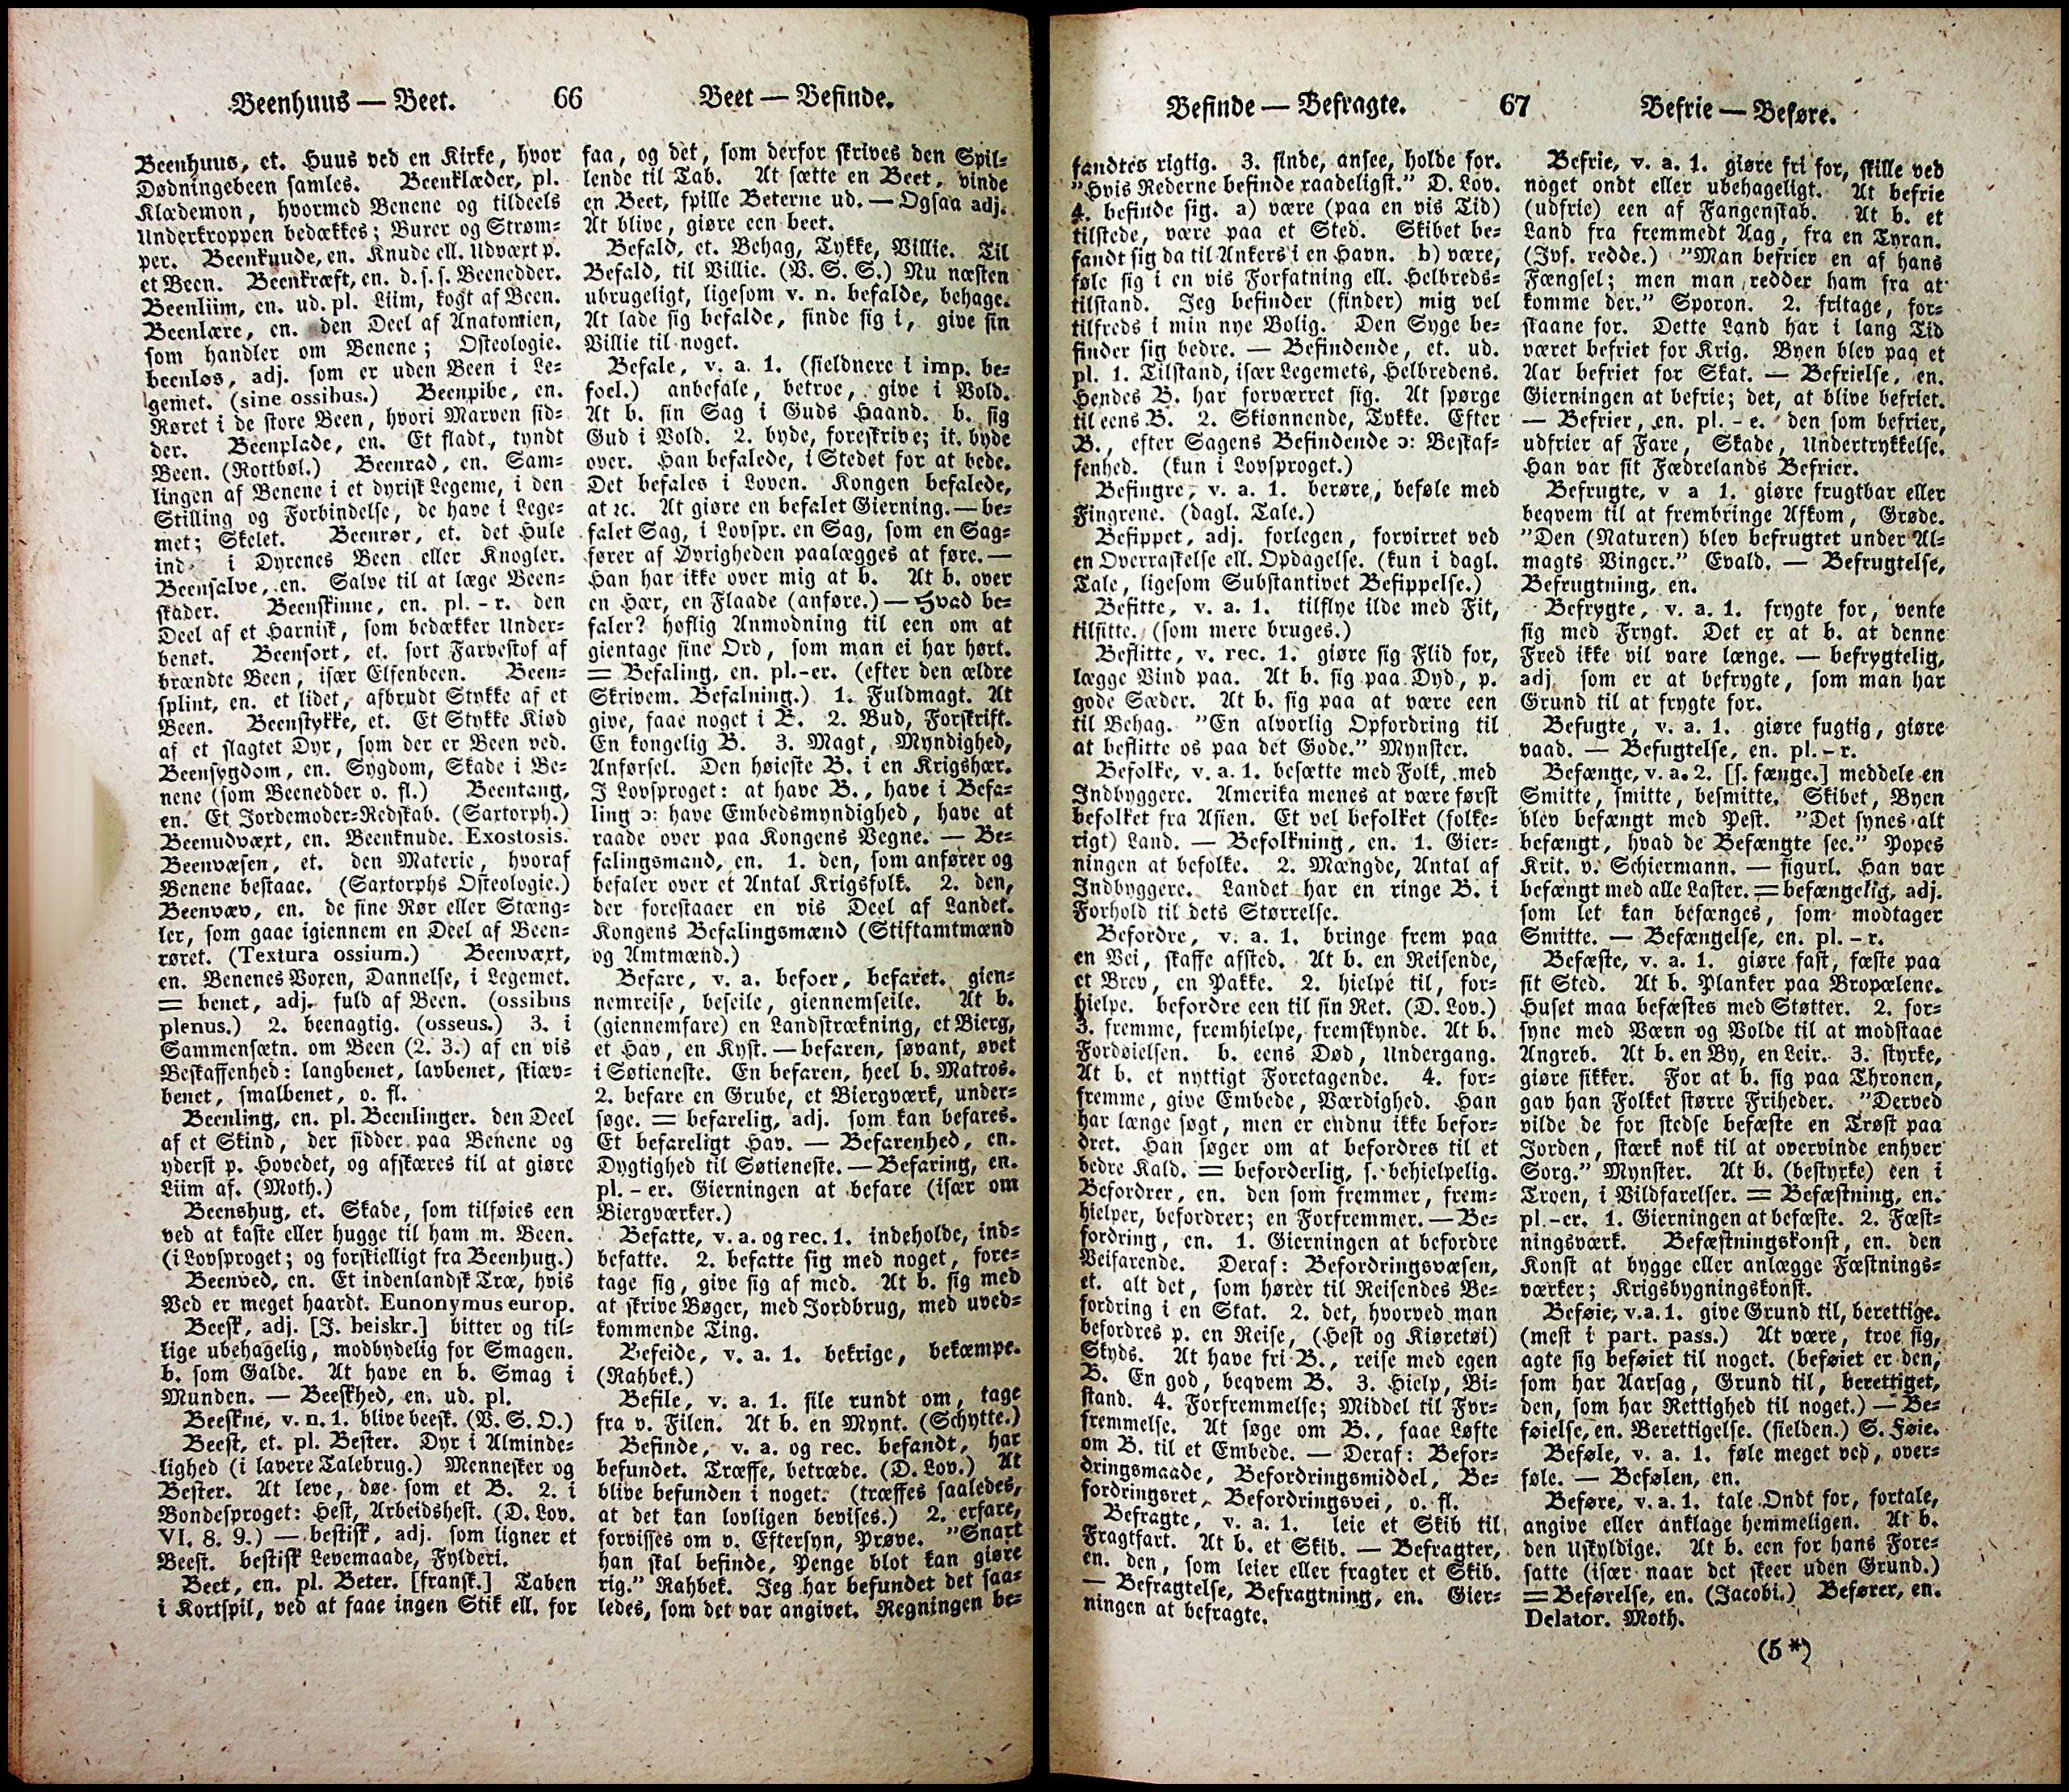 Beenhuus — Beet. 66 Beet — Befinde.
Beenhuus, et. Huus ved en Kirke, hvor
Dødningebeen samles. Beenklæder, pl.
Klædemon, hvormed Benene og tildeels
Underkroppen bedækkes; Buxer og Strøm-
per. Beenknude, en. Knude ell. Udvæxt p.
et Been. Beenkræft, en. d. s. s. Beenedder.
Beenliim, en. ud. pl. Liim, kogt af Been.
Beenlære, en. den Deel af Anatomien,
som handler om Benene; Osteologie.
beenløs, adj. som er uden Been i Le-
gemet. (sine ossibus.) Beenpibe, en.
Røret i de store Been, hvori Marven sid-
der. Beenplade, en. Et fladt, tyndt
Been. (Rottbøl.) Beenrad, en. Sam-
lingen af Benene i et dyrisk Legeme, i den
Stilling og Forbindelse, de have i Lege-
met; Skelet. Beenrør, et. det Hule
ind i Dyrenes Been eller Knogler.
Beensalve, en. Salve til at læge Been-
skader. Beenskinne, en. pl. - r. den
Deel af et Harnisk, som bedækker Under-
benet. Beensort, et. sort Farvestof af
brændte Been, især Elfenbeen. Been-
splint, en. et lidet, afbrudt Stykke af et
Been. Beenstykke, et. Et Stykke Kiød
af et slagtet Dyr, som der er Been ved.
Beensygdom, en. Sygdom, Skade i Be-
nene (som Beenedder o. fl.) Beentang,
en. Et Jordemoder-Redskab. (Saxtorph.)
Beenudvæxt, en. Beenknude. Exostosis.
Beenvæsen, et. den Materie, hvoraf
Benene bestaae. (Saxtorphs Osteologie.)
Beenvæv, en. de fine Rør eller Stæng-
ler, som gaae igiennem en Deel af Been-
røret. (Textura ossium.) Beenvæxt,
en. Benenes Voxen, Dannelse, i Legemet.
= benet, adj. fuld af Been. (ossibus
plenus.) 2. beenagtig. (osseus.) 3. i
Sammensætn. om Been (2. 3.) af en vis
Beskaffenhed: langbenet, lavbenet, skiæv-
benet, smalbenet, o. fl.
Beenling, en. pl. Beenlinger. den Deel
af et Skind, der sidder paa Benene og
yderst p. Hovedet, og afskæres til at giøre
Liim af. (Moth.)
Beenshug, et. Skade, som tilføies een
ved at kaste eller hugge til ham m. Been.
(i Lovsproget; og forskielligt fra Beenhug.)
Beenved, en. Et indenlandsk Træ, hvis
Ved er meget haardt. Eunonymus europ.
Beesk, adj. [J. beiskr.] bitter og til-
lige ubehagelig, modbydelig for Smagen.
b. som Galde. At have en b. Smag i
Munden. — Beeskhed, en. ud. pl.
Beeskne, v. n. 1. blive beesk. (V. S. O.)
Beest, et. pl. Bester. Dyr i Alminde-
lighed (i lavere Talebrug.) Mennesker og
Bester. At leve, døe som et B. 2. i
Bondesproget: Hest, Arbeidshest. (D. Lov.
VI. 8. 9.) — bestisk, adj. som ligner et
Beest. bestisk Levemaade, Fylderi.
Beet, en. pl. Beter. [fransk.] Taben
i Kortspil, ved at faae ingen Stik ell. for
faa, og det, som derfor skrives den Spil-
lende til Tab. At sætte en Beet, vinde
en Beet, spille Beterne ud. — Ogsaa adj.
At blive, giøre een beet.
Befald, et. Behag, Tykke, Villie. Til
Befald, til Villie. (V. S. S.) Nu næsten
ubrugeligt, ligesom v. n. befalde, behage.
At lade sig befalde, finde sig i, give sin
Villie til noget.
Befale, v. a. 1. (sieldnere i imp. be-
foel.) anbefale, betroe, give i Vold.
At b. sin Sag i Guds Haand. b. sig
Gud i Vold. 2. byde, foreskrive; it. byde
over. Han befalede, i Stedet for at bede.
Det befales i Loven. Kongen befalede,
at ꝛc. At giøre en befalet Gierning. — be-
falet Sag, i Lovspr. en Sag, som en Sag-
fører af Øvrigheden paalægges at føre. —
Han har ikke over mig at b. At b. over
en Hær, en Flaade (anføre.) — Hvad be-
faler? høflig Anmodning til een om at
gientage sine Ord, som man ei har hørt.
= Befaling, en. pl.-er. (efter den ældre
Skrivem. Befalning.) 1. Fuldmagt. At
give, faae noget i B. 2. Bud, Forskrift.
En kongelig B. 3. Magt, Myndighed,
Anførsel. Den høieste B. i en Krigshær.
J Lovsproget: at have B., have i Befa-
ling ɔ: have Embedsmyndighed, have at
raade over paa Kongens Vegne. — Be-
falingsmand, en. 1. den, som anfører og
befaler over et Antal Krigsfolk. 2. den,
der forestaaer en vis Deel af Landet.
Kongens Befalingsmænd (Stiftamtmænd
og Amtmænd.)
Befare, v. a. befoer, befaret. gien-
nemreise, beseile, giennemseile. At b.
(giennemfare) en Landstrækning, et Bierg,
et Hav, en Kyst. — befaren, søvant, øvet
i Søtieneste. En befaren, heel b. Matros.
2. befare en Grube, et Biergværk, under-
søge. = befarelig, adj. som kan befares.
Et befareligt Hav. — Befarenhed, en.
Dygtighed til Søtieneste. — Befaring, en.
pl. - er. Gierningen at befare (især om
Biergværker.)
Befatte, v. a. og rec. 1. indeholde, ind-
befatte. 2. befatte sig med noget, fore-
tage sig, give sig af med. At b. sig med
at skrive Bøger, med Jordbrug, med uved-
kommende Ting.
Befeide, v. a. 1. bekrige, bekæmpe.
(Rahbek.)
Befile, v. a. 1. file rundt om, tage
fra v. Filen. At b. en Mynt. (Schytte.)
Befinde, v. a. og rec. befandt, har
befundet. Træffe, betræde. (D. Lov.) At
blive befunden i noget. (træffes saaledes,
at det kan lovligen bevises.) 2. erfare,
forvisses om v. Eftersyn, Prøve. "Snart
han skal befinde, Penge blot kan giøre
rig." Rahbek. Jeg har befundet det saa-
ledes, som det var angivet. Regningen be-
Befinde — Befragte. 67 Befrie — Beføre.
fandtes rigtig. 3. finde, ansee, holde for.
"Hvis Rederne befinde raadeligst." D. Lov.
4. befinde sig. a) være (paa en vis Tid)
tilstede, være paa et Sted. Skibet be-
fandt sig da til Ankers i en Havn. b) være,
føle sig i en vis Forfatning ell. Helbreds-
tilstand. Jeg befinder (finder) mig vel
tilfreds i min nye Bolig. Den Syge be-
finder sig bedre. — Befindende, et. ud.
pl. 1. Tilstand, især Legemets, Helbredens.
Hendes B. har forværret sig. At spørge
til eens B. 2. Skiønnende, Tykke. Efter
B., efter Sagens Befindende ɔ: Beskaf-
fenhed. (kun i Lovsproget.)
Befingre, v. a. 1. berøre, beføle med
Fingrene. (dagl. Tale.)
Befippet, adj. forlegen, forvirret ved
en Overraskelse ell. Opdagelse. (kun i dagl.
Tale, ligesom Substantivet Befippelse.)
Befitte, v. a. 1. tilflye ilde med Fit,
tilfitte. (som mere bruges.)
Beflitte, v. rec. 1. giøre sig Flid for,
lægge Vind paa. At b. sig paa Dyd, p.
gode Sæder. At b. sig paa at være een
til Behag. "En alvorlig Opfordring til
at beflitte os paa det Gode." Mynster.
Befolke, v. a. 1. besætte med Folk, med
Indbyggere. Amerika menes at være først
befolket fra Asien. Et vel befolket (folke-
rigt) Land. — Befolkning, en. 1. Gier-
ningen at befolke. 2. Mængde, Antal af
Indbyggere. Landet har en ringe B. i
Forhold til dets Størrelse.
Befordre, v. a. 1. bringe frem paa
en Vei, skaffe afsted. At b. en Reisende,
et Brev, en Pakke. 2. hielpe til, for-
hielpe. befordre een til sin Ret. (D. Lov.)
3. fremme, fremhielpe, fremskynde. At b.
Fordøielsen. b. eens Død, Undergang.
At b. et nyttigt Foretagende. 4. for-
fremme, give Embede, Værdighed. Han
har længe søgt, men er endnu ikke befor-
dret. Han søger om at befordres til et
bedre Kald. = beforderlig, s. behielpelig.
Befordrer, en. den som fremmer, frem-
hielper, befordrer; en Forfremmer. — Be-
fordring, en. 1. Gierningen at befordre
Veifarende. Deraf: Befordringsvæsen,
et. alt det, som hører til Reisendes Be-
fordring i en Stat. 2. det, hvorved man
befordres p. en Reise, (Hest og Kiøretøi)
Skyds. At have fri B., reise med egen
B. En god, beqvem B. 3. Hielp, Bi-
stand. 4. Forfremmelse; Middel til For-
fremmelse. At søge om B., faae Løfte
om B. til et Embede. — Deraf: Befor-
dringsmaade, Befordringsmiddel, Be-
fordringsret, Befordringsvei, o. fl.
Befragte, v. a. 1. leie et Skib til
Fragtfart. At b. et Skib. — Befragter,
en. den, som leier eller fragter et Skib.
— Befragtelse, Befragtning, en. Gier-
ningen at befragte.
Befrie, v. a. 1. giøre fri for, skille ved
noget ondt eller ubehageligt. At befrie
(udfrie) een af Fangenskab. At b. et
Land fra fremmedt Aag, fra en Tyran.
(Jvf. redde.) "Man befrier en af hans
Fængsel; men man redder ham fra at
komme der." Sporon. 2. fritage, for-
skaane for. Dette Land har i lang Tid
været befriet for Krig. Byen blev paa et
Aar befriet for Skat. — Befrielse, en.
Gierningen at befrie; det, at blive befriet.
— Befrier, en. pl. - e. den som befrier,
udfrier af Fare, Skade, Undertrykkelse.
Han var sit Fædrelands Befrier.
Befrugte, v a 1. giøre frugtbar eller
beqvem til at frembringe Afkom, Grøde.
"Den (Naturen) blev befrugtet under Al-
magts Vinger." Evald. — Befrugtelse,
Befrugtning, en.
Befrygte, v. a. 1. frygte for, vente
sig med Frygt. Det er at b. at denne
Fred ikke vil vare længe. — befrygtelig,
adj. som er at befrygte, som man har
Grund til at frygte for.
Befugte, v. a. 1. giøre fugtig, giøre
vaad. — Befugtelse, en. pl. - r.
Befænge, v. a. 2. [s. fænge.] meddele en
Smitte, smitte, besmitte. Skibet, Byen
blev befængt med Pest. "Det synes alt
befængt, hvad de Befængte see." Popes
Krit. v. Schiermann. — figurl. Han var
befængt med alle Laster. = befængelig, adj.
som let kan befænges, som modtager
Smitte. — Befængelse, en. pl. - r.
Befæste, v. a. 1. giøre fast, fæste paa
sit Sted. At b. Planker paa Bropælene.
Huset maa befæstes med Støtter. 2. for-
syne med Værn og Volde til at modstaae
Angreb. At b. en By, en Leir. 3. styrke,
giøre sikker. For at b. sig paa Thronen,
gav han Folket større Friheder. "Derved
vilde de for stedse befæste en Trøst paa
Jorden, stærk nok til at overvinde enhver
Sorg." Mynster. At b. (bestyrke) een i
Troen, i Vildfarelser. = Befæstning, en.
pl.-er. 1. Gierningen at befæste. 2. Fæst-
ningsværk. Befæstningskonst, en. den
Konst at bygge eller anlægge Fæstnings-
værker; Krigsbygningskonst.
Beføie, v. a. 1. give Grund til, berettige.
(mest i part. pass.) At være, troe sig,
agte sig beføiet til noget. (beføiet er den,
som har Aarsag, Grund til, berettiget,
den, som har Rettighed til noget.) — Be-
føielse, en. Berettigelse. (sielden.) S. Føie.
Beføle, v. a. 1. føle meget ved, over-
føle. — Befølen, en.
Beføre, v. a. 1. tale Ondt for, fortale,
angive eller anklage hemmeligen. At b.
den Uskyldige. At b. een for hans Fore-
satte (især naar det skeer uden Grund.)
= Beførelse, en. (Jacobi.) Befører, en.
Delator. Moth.
(5*)